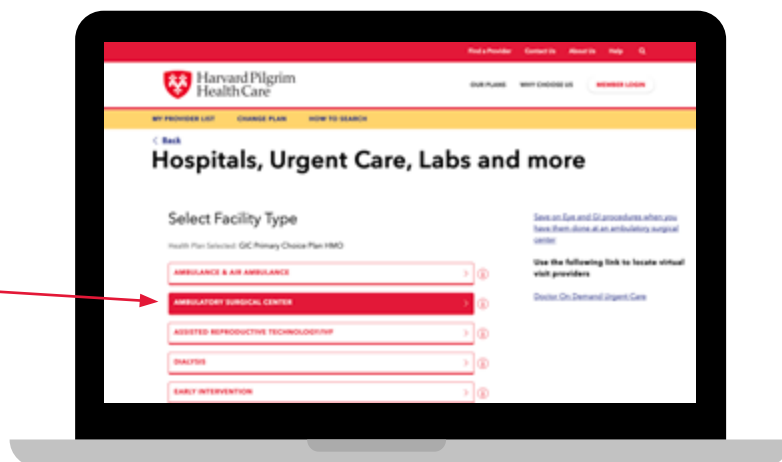 Find a Provider Contact Us About Us Help
Harvard Pilgrim
HealthCare
OUR PLANS WHY CHOOSE US MEMBER LOGIN
MY PROVIDER LIST CHANGE PLAN HOW TO SEARCH
< Back
Hospitals, Urgent Care, Labs and more
Select Facility Type
Health Plan Selected: GIC Primary Choice Plan HMO
AMBULANCE & AIR AMBULANCE
AMBULATORY SURGICAL CENTER
ASSISTED REPRODUCTIVE TECHNOLOGY/IVF
DIALYSIS
EARLY INTERVENTION
Save on Eye and GI procedures when you
have them done at an ambulatory surgical
center
Use the following link to locate virtual
visit providers
Doctor On Demand Urgent Care